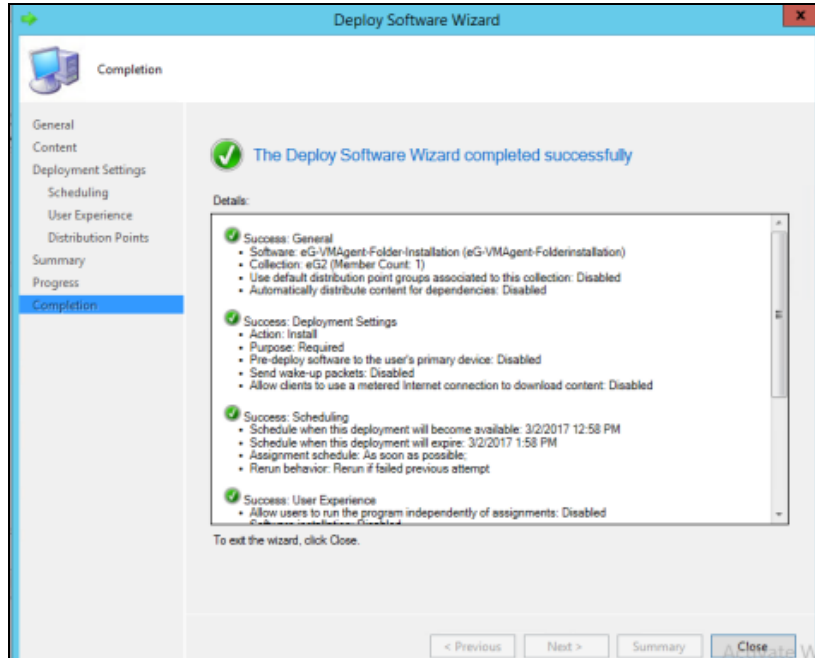 Deploy Software Wizard
x
Completion
General
Content
Deployment Settings
Scheduling
User Experience
Distribution Points
Summary
Progress
Completion
The Deploy Software Wizard completed successfully
Details:
Success: General
• Software: eG-VMAgent-Folder-Installation (eG-VMAgent-Folderinstallation)
• Collection: eG2 (Member Count: 1)
• Use default distribution point groups associated to this collection: Disabled
• Automatically distribute content for dependencies: Disabled
Success: Deployment Settings
• Action: Install
• Purpose: Required
• Pre-deploy software to the user's primary device: Disabled
• Send wake-up packets: Disabled
• Allow clients to use a metered Internet connection to download content: Disabled
Success: Scheduling
• Schedule when this deployment will become available: 3/2/2017 12:58 PM
• Schedule when this deployment will expire: 3/2/2017 1:58 PM
• Assignment schedule: As soon as possible;
• Rerun behavior: Rerun if failed previous attempt
Success: User Experience
• Allow users to run the program independently of assignments: Disabled
To exit the wizard, click Close.
< Previous
Next >
Summary
Close